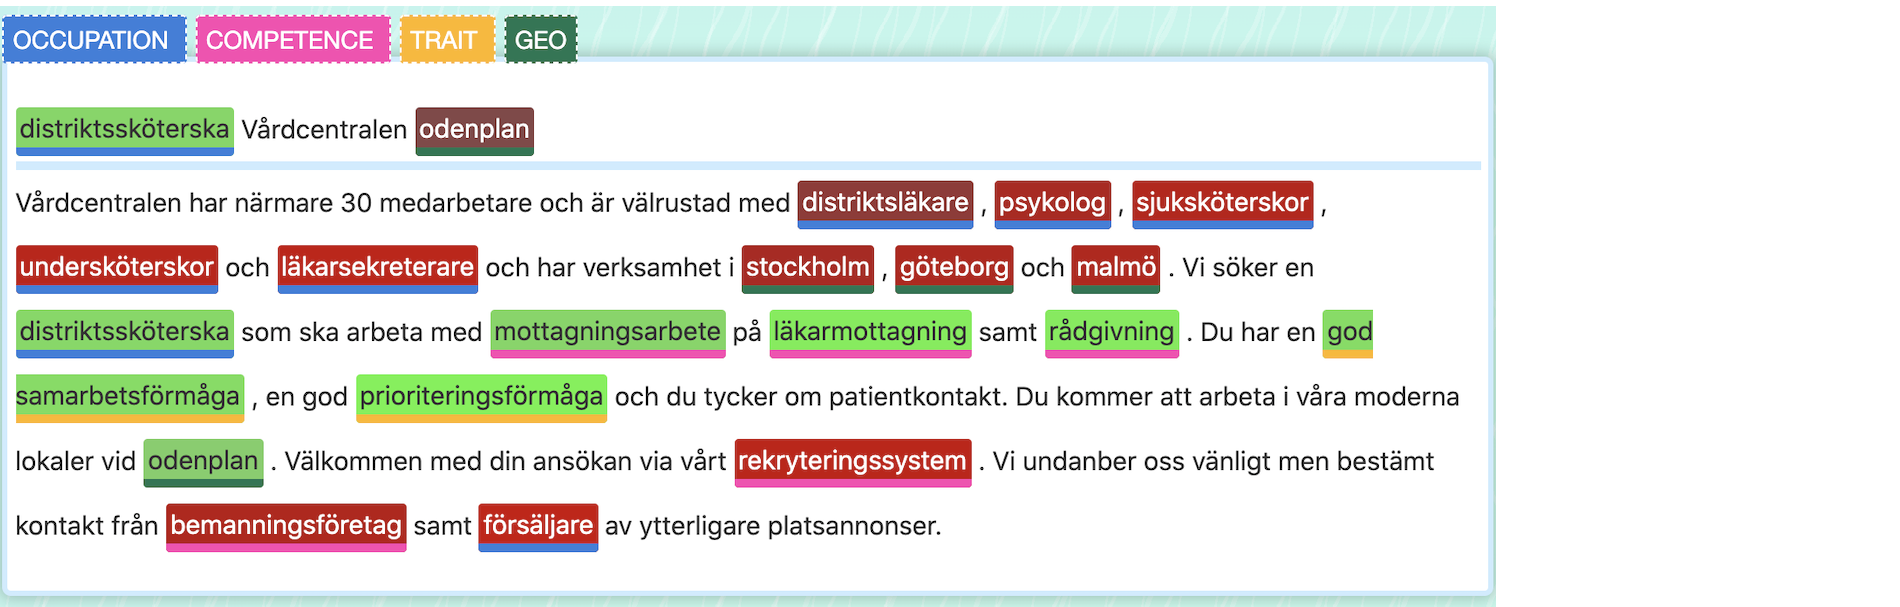 OCCUPATION COMPETENCE TRAIT GEO
distriktssköterska Vårdcentralen odenplan
Vårdcentralen har närmare 30 medarbetare och är välrustad med distriktsläkare , psykolog , sjuksköterskor ,
undersköterskor och läkarsekreterare och har verksamhet i stockholm , göteborg och malmö . Vi söker en
distriktssköterska som ska arbeta med mottagningsarbete på läkarmottagning samt rådgivning . Du har en god
samarbetsförmåga , en god prioriteringsförmåga och du tycker om patientkontakt. Du kommer att arbeta i våra moderna
lokaler vid odenplan . Välkommen med din ansökan via vårt rekryteringssystem . Vi undanber oss vänligt men bestämt
kontakt från bemanningsföretag samt försäljare av ytterligare platsannonser.